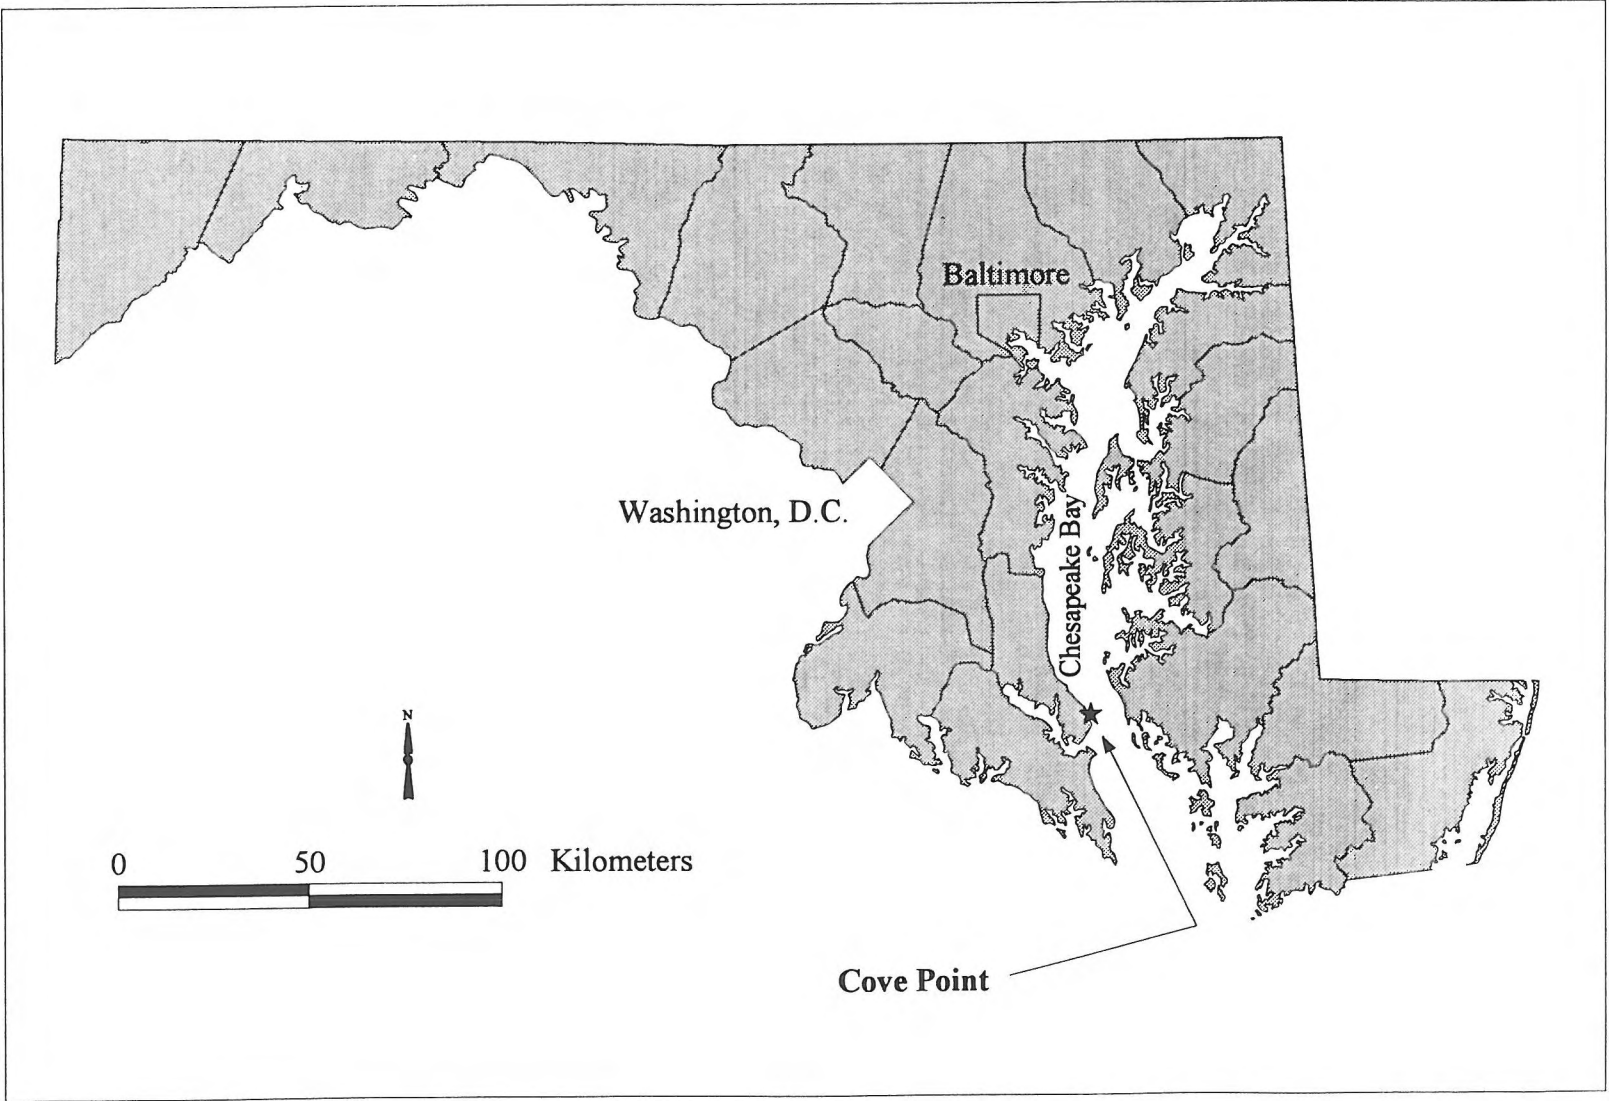 Baltimore
Washington, D.C.
Chesapeake Bay
N
0 50 100 Kilometers
Cove Point